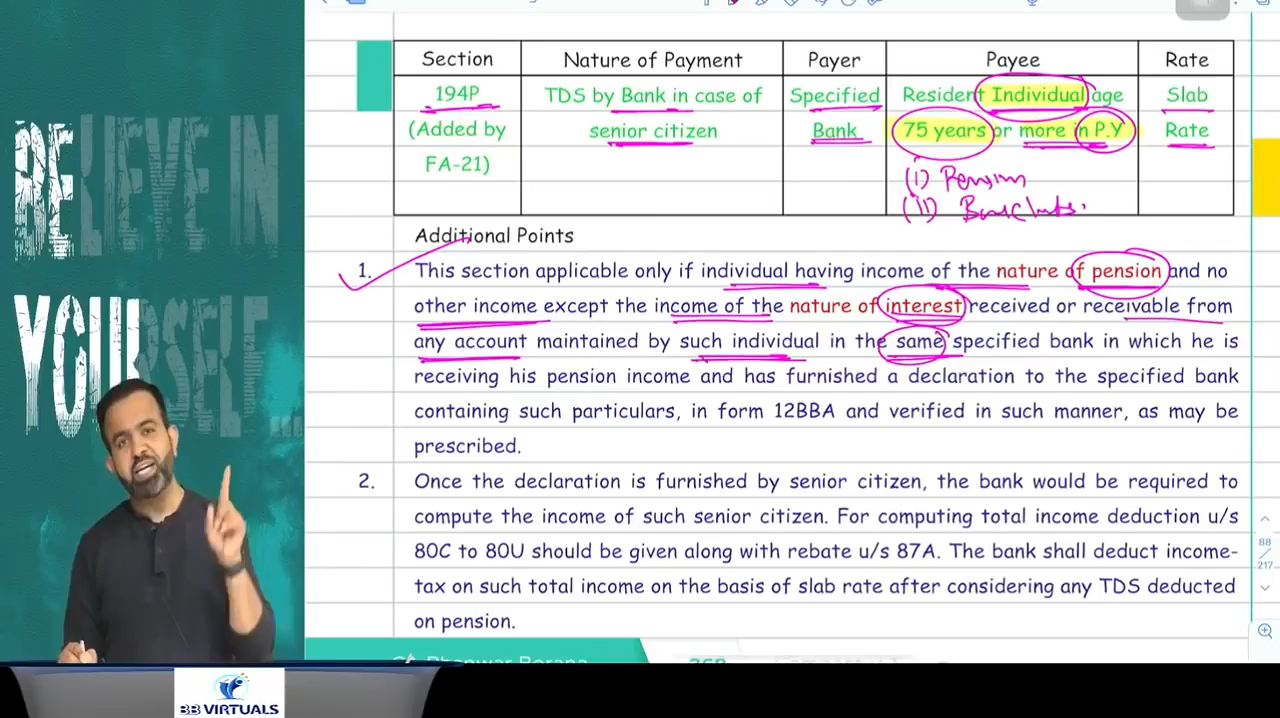 BELIEVE IN
YOURSELF...
Section Nature of Payment Payer Payee Rate
194P TDS by Bank in case of Specified Resident Individual age Slab
(Added by senior citizen Bank 75 years or more in P.Y Rate
FA-21)
(i) Pension
(ii)
Additional Points
1. This section applicable only if individual having income of the nature of pension and no
other income except the income of the nature of interest received or receivable from
any account maintained by such individual in the same specified bank in which he is
receiving his pension income and has furnished a declaration to the specified bank
containing such particulars, in form 12BBA and verified in such manner, as may be
prescribed.
2. Once the declaration is furnished by senior citizen, the bank would be required to
compute the income of such senior citizen. For computing total income deduction u/s
80C to 80U should be given along with rebate u/s 87A. The bank shall deduct income-
tax on such total income on the basis of slab rate after considering any TDS deducted
on pension.
88
/
217
BB VIRTUALS